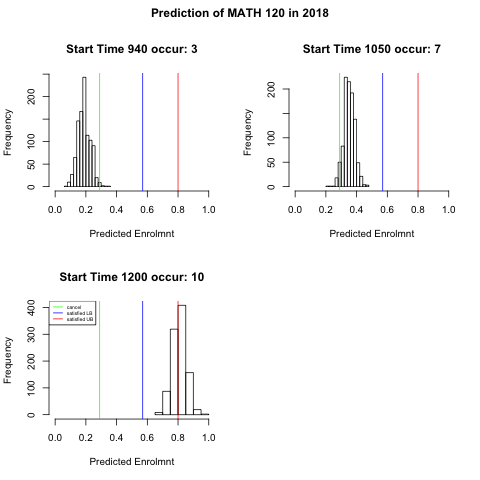 Prediction of MATH 120 in 2018
Start Time 940 occur: 3
Frequency
0 50 100 200
0.0 0.2 0.4 0.6 0.8 1.0
Predicted Enrolmnt
Start Time 1050 occur: 7
Frequency
0 50 100 200
0.0 0.2 0.4 0.6 0.8 1.0
Predicted Enrolmnt
Start Time 1200 occur: 10
cancel
satisfied LB
satisfied UB
Frequency
0 100 200 300 400
0.0 0.2 0.4 0.6 0.8 1.0
Predicted Enrolmnt